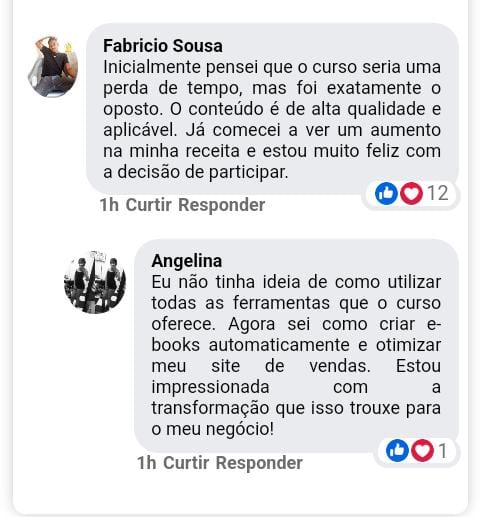 Fabricio Sousa
Inicialmente pensei que o curso seria uma
perda de tempo, mas foi exatamente o
oposto. O conteúdo é de alta qualidade e
aplicável. Já comecei a ver um aumento
na minha receita e estou muito feliz com
a decisão de participar.
12
1h Curtir Responder
Angelina
Eu não tinha ideia de como utilizar
todas as ferramentas que o curso
oferece. Agora sei como criar e-
books automaticamente e otimizar
meu site de vendas. Estou
impressionada com a
transformação que isso trouxe para
o meu negócio!
1
1h Curtir Responder